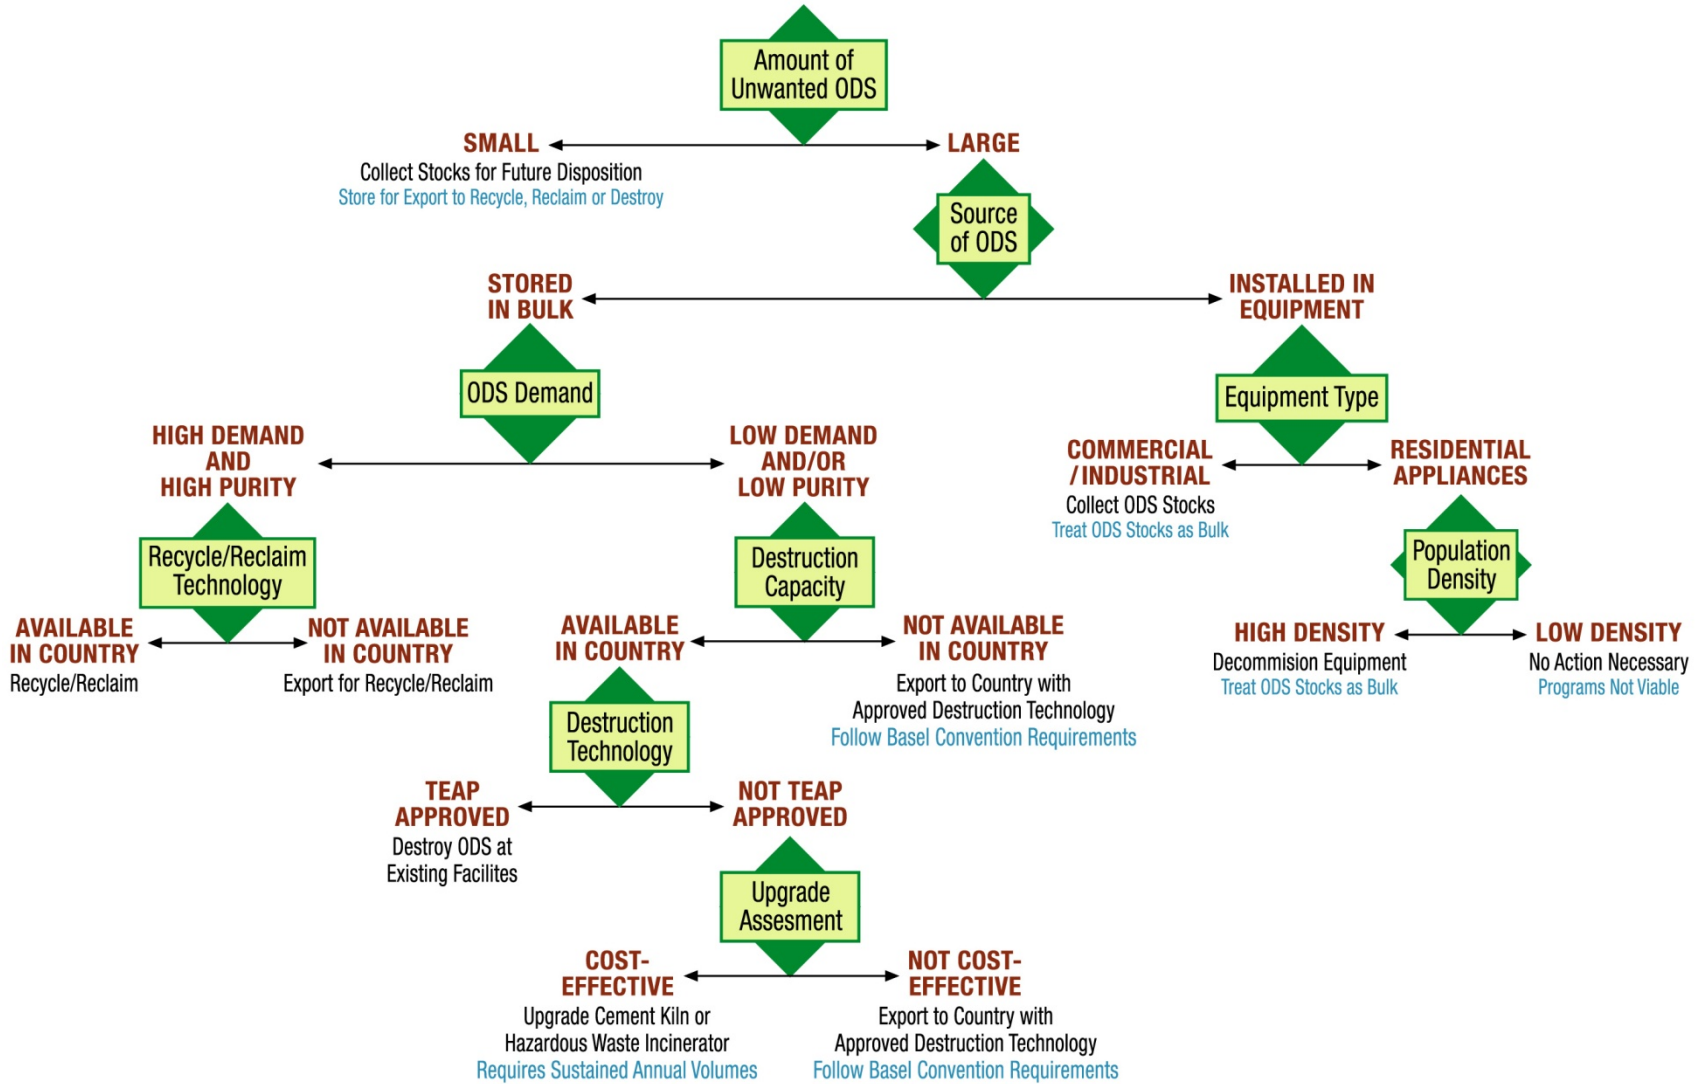 Amount of
Unwanted ODS
SMALL
Collect Stocks for Future Disposition
Store for Export to Recycle, Reclaim or Destroy
LARGE
Source
of ODS
STORED
IN BULK
INSTALLED IN
EQUIPMENT
ODS Demand
Equipment Type
HIGH DEMAND
AND
HIGH PURITY
LOW DEMAND
AND/OR
LOW PURITY
COMMERCIAL
/INDUSTRIAL
Collect ODS Stocks
Treat ODS Stocks as Bulk
RESIDENTIAL
APPLIANCES
Recycle/Reclaim
Technology
Destruction
Capacity
Population
Density
AVAILABLE
IN COUNTRY
Recycle/Reclaim
NOT AVAILABLE
IN COUNTRY
Export for Recycle/Reclaim
AVAILABLE
IN COUNTRY
NOT AVAILABLE
IN COUNTRY
Export to Country with
Approved Destruction Technology
Follow Basel Convention Requirements
HIGH DENSITY
Decommision Equipment
Treat ODS Stocks as Bulk
LOW DENSITY
No Action Necessary
Programs Not Viable
Destruction
Technology
TEAP
APPROVED
Destroy ODS at
Existing Facilites
NOT TEAP
APPROVED
Upgrade
Assesment
COST-
EFFECTIVE
Upgrade Cement Kiln or
Hazardous Waste Incinerator
Requires Sustained Annual Volumes
NOT COST-
EFFECTIVE
Export to Country with
Approved Destruction Technology
Follow Basel Convention Requirements